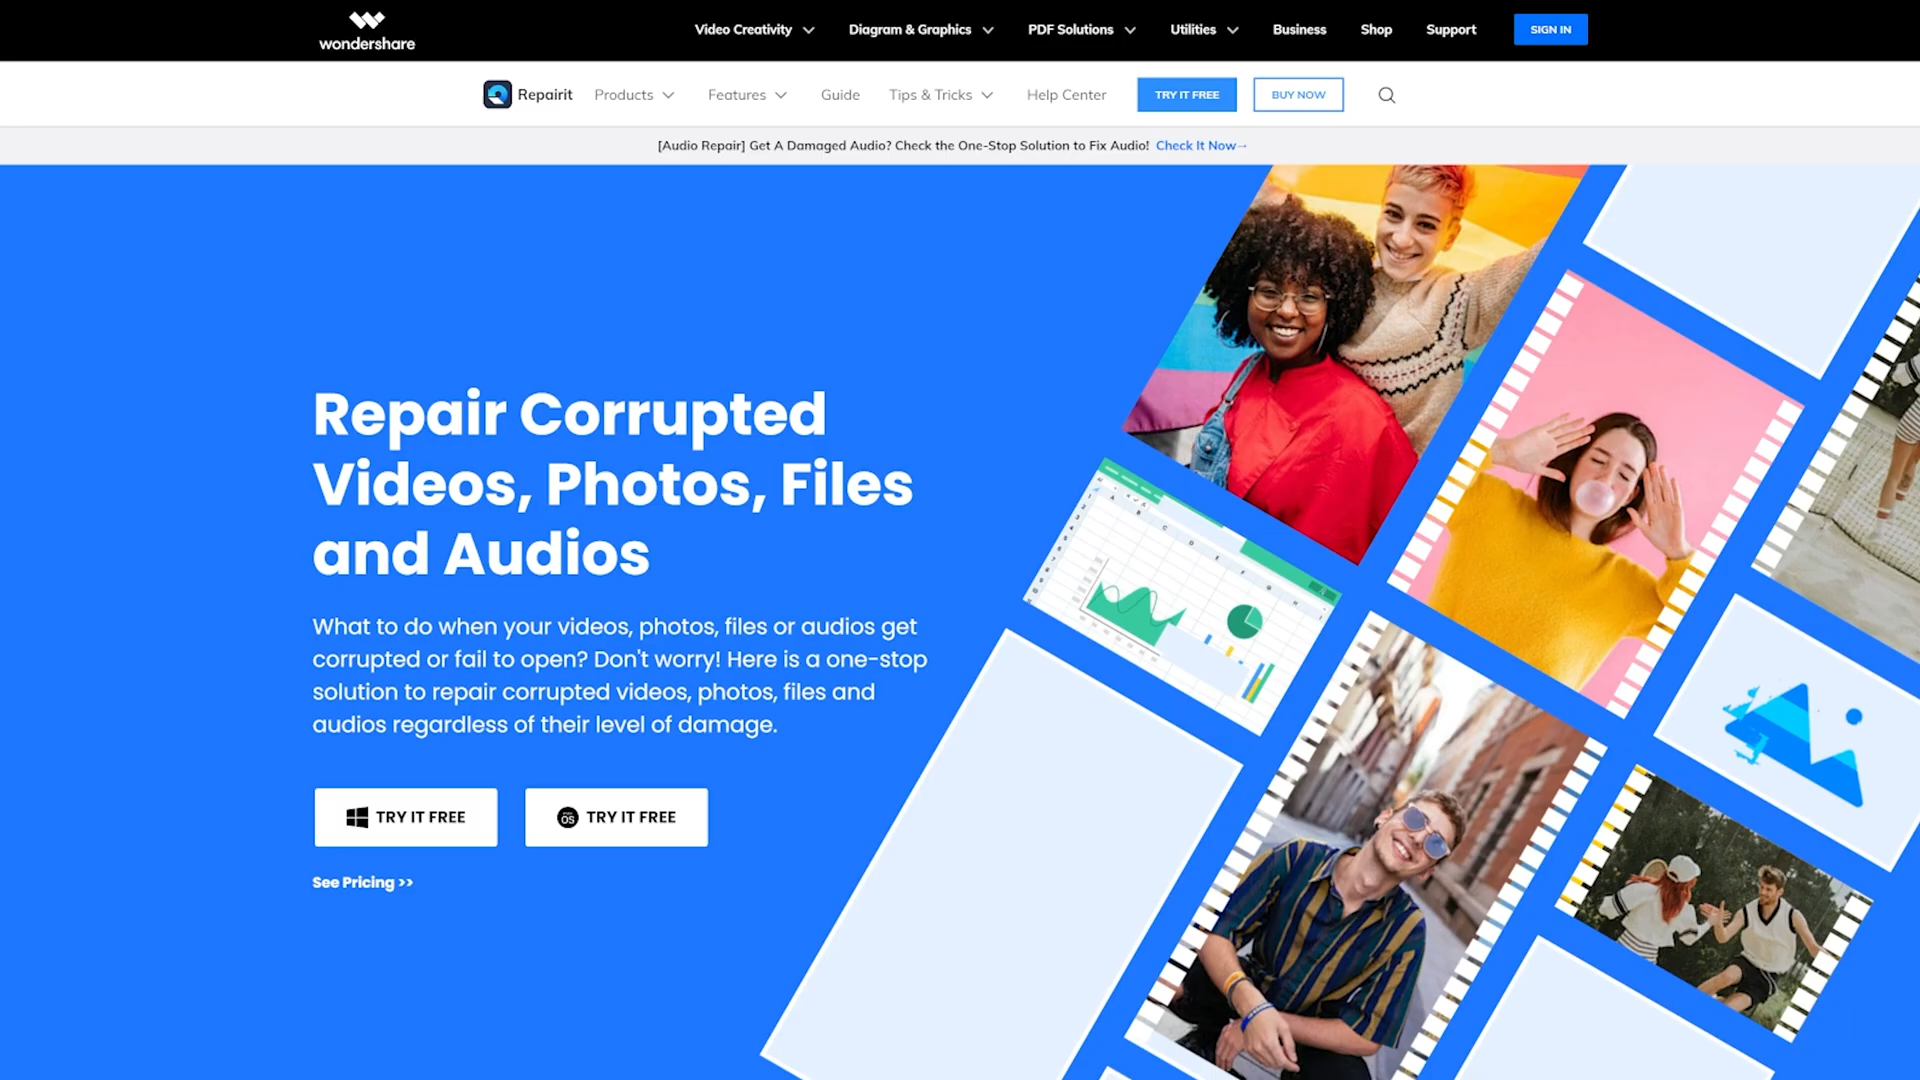 wondershare
Video Creativity
Diagram & Graphics
PDF Solutions
Utilities
Business
Shop
Support
SIGN IN
Repairit
Products
Features
Guide
Tips & Tricks
Help Center
TRY IT FREE
BUY NOW
[Audio Repair] Get A Damaged Audio? Check the One-Stop Solution to Fix Audio! Check It Now→
Repair Corrupted
Videos, Photos, Files
and Audios
What to do when your videos, photos, files or audios get
corrupted or fail to open? Don't worry! Here is a one-stop
solution to repair corrupted videos, photos, files and
audios regardless of their level of damage.
TRY IT FREE
OS TRY IT FREE
See Pricing >>